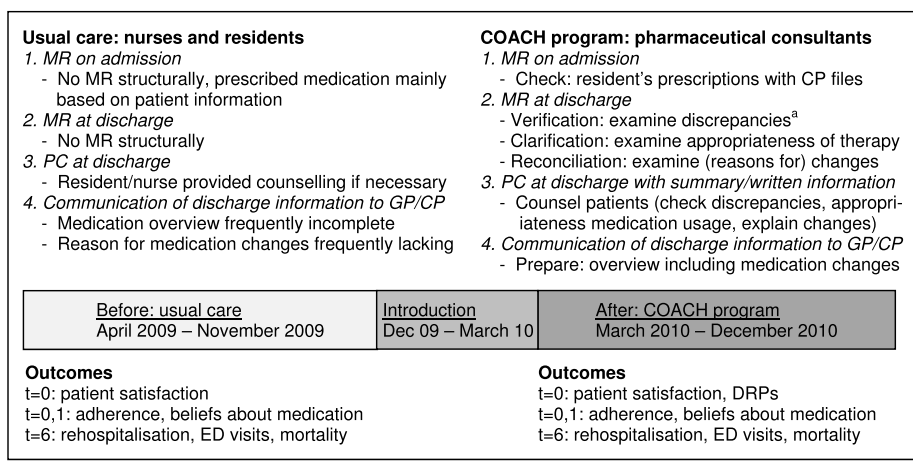 Usual care: nurses and residents
1. MR on admission
- No MR structurally, prescribed medication mainly
based on patient information
2. MR at discharge
- No MR structurally
3. PC at discharge
- Resident/nurse provided counselling if necessary
4. Communication of discharge information to GP/CP
- Medication overview frequently incomplete
- Reason for medication changes frequently lacking
COACH program: pharmaceutical consultants
1. MR on admission
- Check: resident's prescriptions with CP files
2. MR at discharge
- Verification: examine discrepanciesᵃ
- Clarification: examine appropriateness of therapy
- Reconciliation: examine (reasons for) changes
3. PC at discharge with summary/written information
- Counsel patients (check discrepancies, appropri-
ateness medication usage, explain changes)
4. Communication of discharge information to GP/CP
- Prepare: overview including medication changes
Before: usual care
April 2009 – November 2009
Introduction
Dec 09 – March 10
After: COACH program
March 2010 – December 2010
Outcomes
t=0: patient satisfaction
t=0,1: adherence, beliefs about medication
t=6: rehospitalisation, ED visits, mortality
Outcomes
t=0: patient satisfaction, DRPs
t=0,1: adherence, beliefs about medication
t=6: rehospitalisation, ED visits, mortality